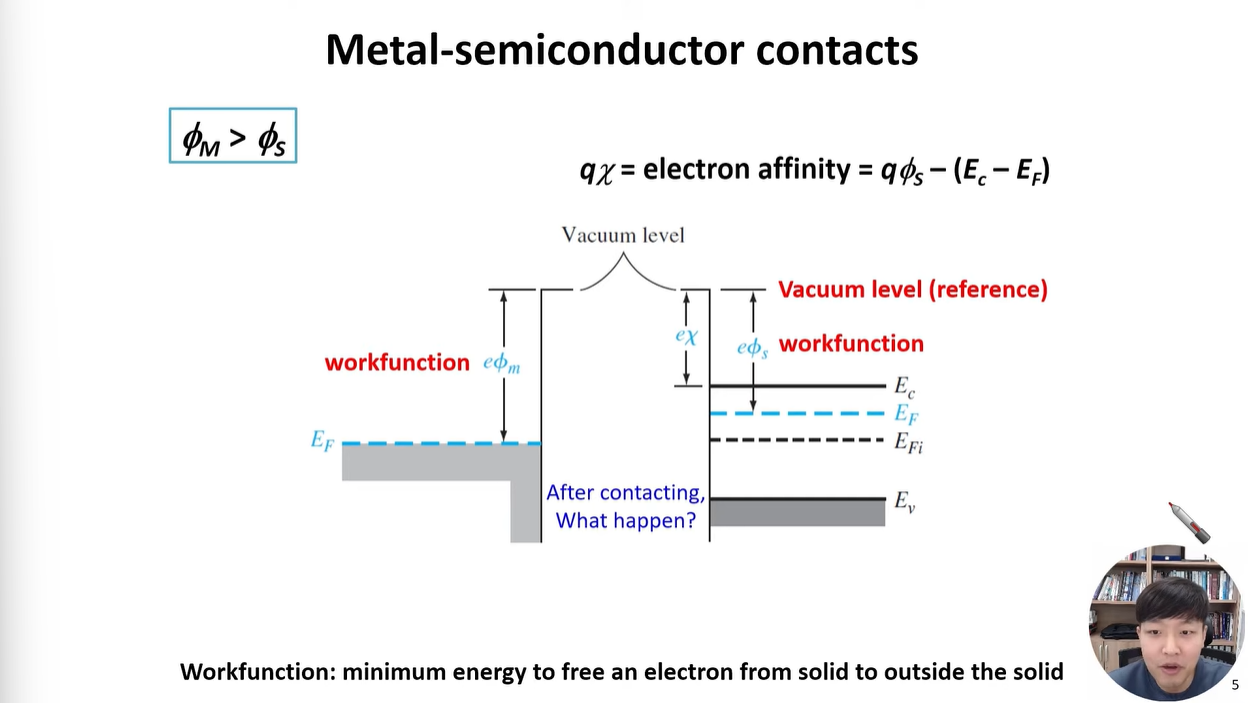 Metal-semiconductor contacts
ϕM > ϕS
qχ = electron affinity = qϕS – (Ec – EF)
Vacuum level
Vacuum level (reference)
eχ
eϕs workfunction
workfunction eϕm
Ec
EF
EF
EFi
After contacting,
What happen?
Ev
Workfunction: minimum energy to free an electron from solid to outside the solid
5